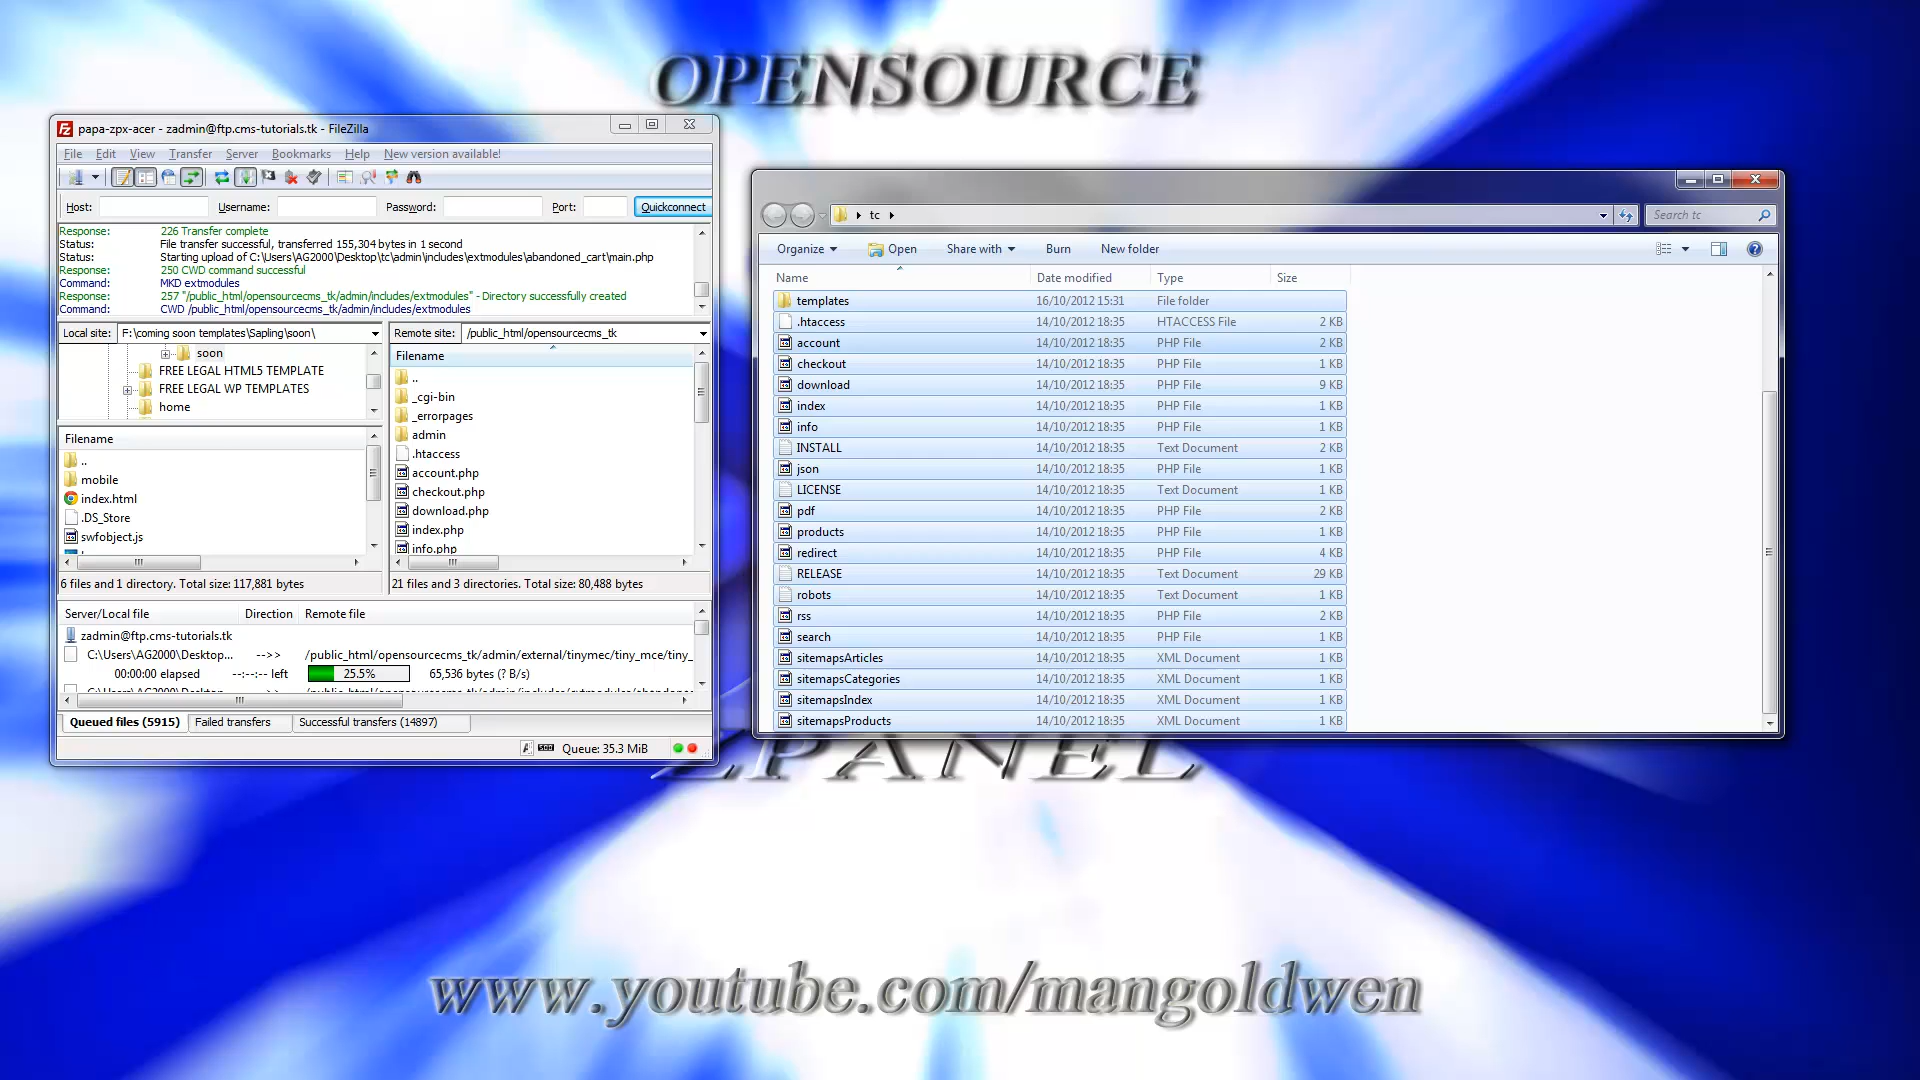 OPENSOURCE
papa-zpx-acer - zadmin@ftp.cms-tutorials.tk - FileZilla
File Edit View Transfer Server Bookmarks Help New version available!
Host: Username: Password: Port: Quickconnect
Response: 226 Transfer complete
Status: File transfer successful, transferred 155,304 bytes in 1 second
Status: Starting upload of C:\Users\AG2000\Desktop\tc\admin\includes\extmodules\abandoned_cart\main.php
Response: 250 CWD command successful
Command: MKD extmodules
Response: 257 "/public_html/opensourcecms_tk/admin/includes/extmodules" - Directory successfully created
Command: CWD /public_html/opensourcecms_tk/admin/includes/extmodules
Local site: F:\coming soon templates\Sapling\soon\
soon
FREE LEGAL HTML5 TEMPLATE
FREE LEGAL WP TEMPLATES
home
Filename
..
mobile
index.html
.DS_Store
swfobject.js
6 files and 1 directory. Total size: 117,881 bytes
Remote site: /public_html/opensourcecms_tk
Filename
..
_cgi-bin
_errorpages
admin
.htaccess
account.php
checkout.php
download.php
index.php
info.php
21 files and 3 directories. Total size: 80,488 bytes
Server/Local file Direction Remote file
zadmin@ftp.cms-tutorials.tk
C:\Users\AG2000\Desktop... -->> /public_html/opensourcecms_tk/admin/external/tinymec/tiny_mce/tiny_
00:00:00 elapsed --:--:-- left 25.5% 65,536 bytes (? B/s)
Queued files (5915) Failed transfers Successful transfers (14897)
Queue: 35.3 MiB
tc
Search tc
Organize Open Share with Burn New folder
Name Date modified Type Size
templates 16/10/2012 15:31 File folder
.htaccess 14/10/2012 18:35 HTACCESS File 2 KB
account 14/10/2012 18:35 PHP File 2 KB
checkout 14/10/2012 18:35 PHP File 1 KB
download 14/10/2012 18:35 PHP File 9 KB
index 14/10/2012 18:35 PHP File 1 KB
info 14/10/2012 18:35 PHP File 1 KB
INSTALL 14/10/2012 18:35 Text Document 2 KB
json 14/10/2012 18:35 PHP File 1 KB
LICENSE 14/10/2012 18:35 Text Document 1 KB
pdf 14/10/2012 18:35 PHP File 2 KB
products 14/10/2012 18:35 PHP File 1 KB
redirect 14/10/2012 18:35 PHP File 4 KB
RELEASE 14/10/2012 18:35 Text Document 29 KB
robots 14/10/2012 18:35 Text Document 1 KB
rss 14/10/2012 18:35 PHP File 2 KB
search 14/10/2012 18:35 PHP File 1 KB
sitemapsArticles 14/10/2012 18:35 XML Document 1 KB
sitemapsCategories 14/10/2012 18:35 XML Document 1 KB
sitemapsIndex 14/10/2012 18:35 XML Document 1 KB
sitemapsProducts 14/10/2012 18:35 XML Document 1 KB
ZPANEL
www.youtube.com/mangoldwen